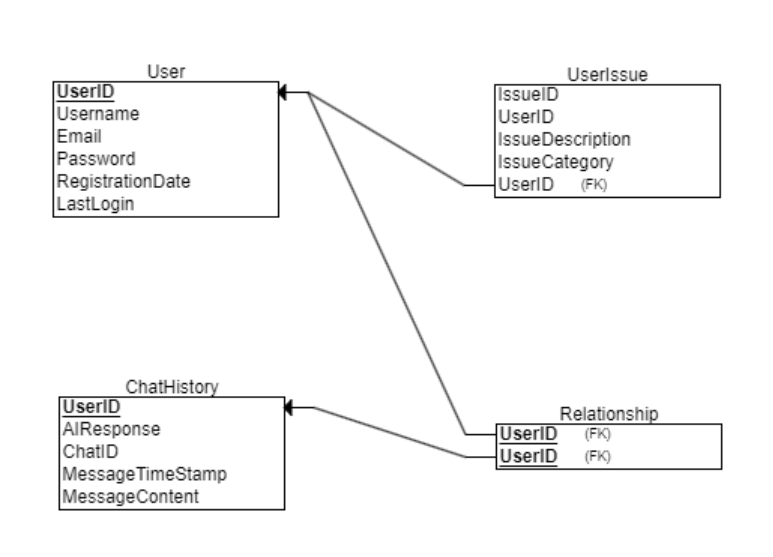 User
UserID
Username
Email
Password
RegistrationDate
LastLogin
UserIssue
IssueID
UserID
IssueDescription
IssueCategory
UserID (FK)
ChatHistory
UserID
AIResponse
ChatID
MessageTimeStamp
MessageContent
Relationship
UserID (FK)
UserID (FK)